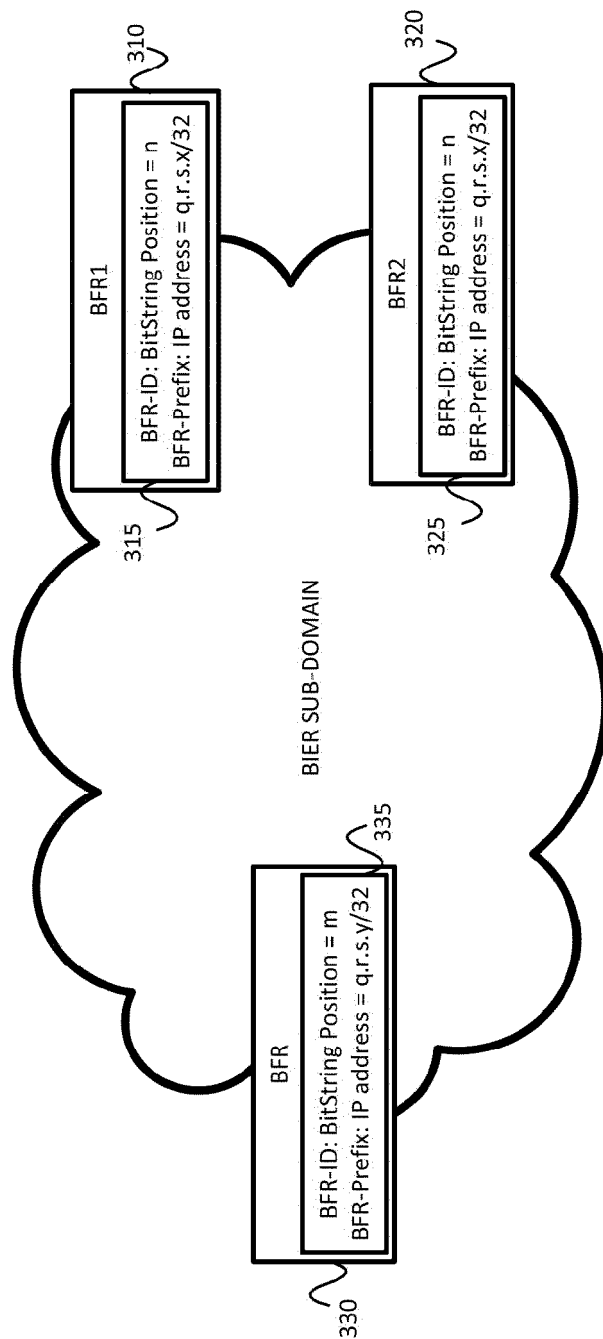 310
BFR1
BFR-ID: BitString Position = n
BFR-Prefix: IP address = q.r.s.x/32
315
320
BFR2
BFR-ID: BitString Position = n
BFR-Prefix: IP address = q.r.s.x/32
325
BIER SUB-DOMAIN
335
BFR
BFR-ID: BitString Position = m
BFR-Prefix: IP address = q.r.s.y/32
330